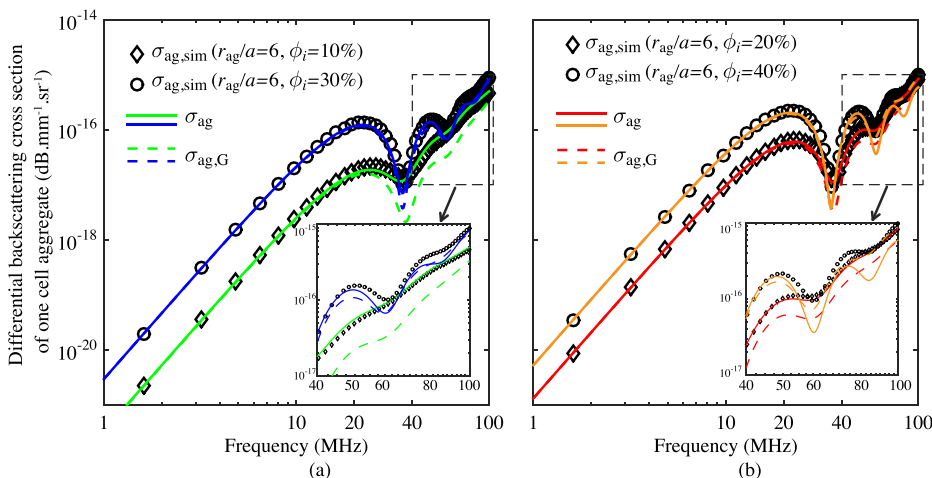 Differential backscattering cross section
of one cell aggregate (dB.mm⁻¹.sr⁻¹)
10⁻¹⁴
10⁻¹⁶
10⁻¹⁸
10⁻²⁰
σag,sim (rag/a=6, ϕi=10%)
σag,sim (rag/a=6, ϕi=30%)
σag
σag,G
10⁻¹⁵
10⁻¹⁶
10⁻¹⁷
40 50 60 80 100
1 10 20 40 100
Frequency (MHz)
(a)
σag,sim (rag/a=6, ϕi=20%)
σag,sim (rag/a=6, ϕi=40%)
σag
σag,G
10⁻¹⁵
10⁻¹⁶
10⁻¹⁷
40 50 60 80 100
1 10 20 40 100
Frequency (MHz)
(b)